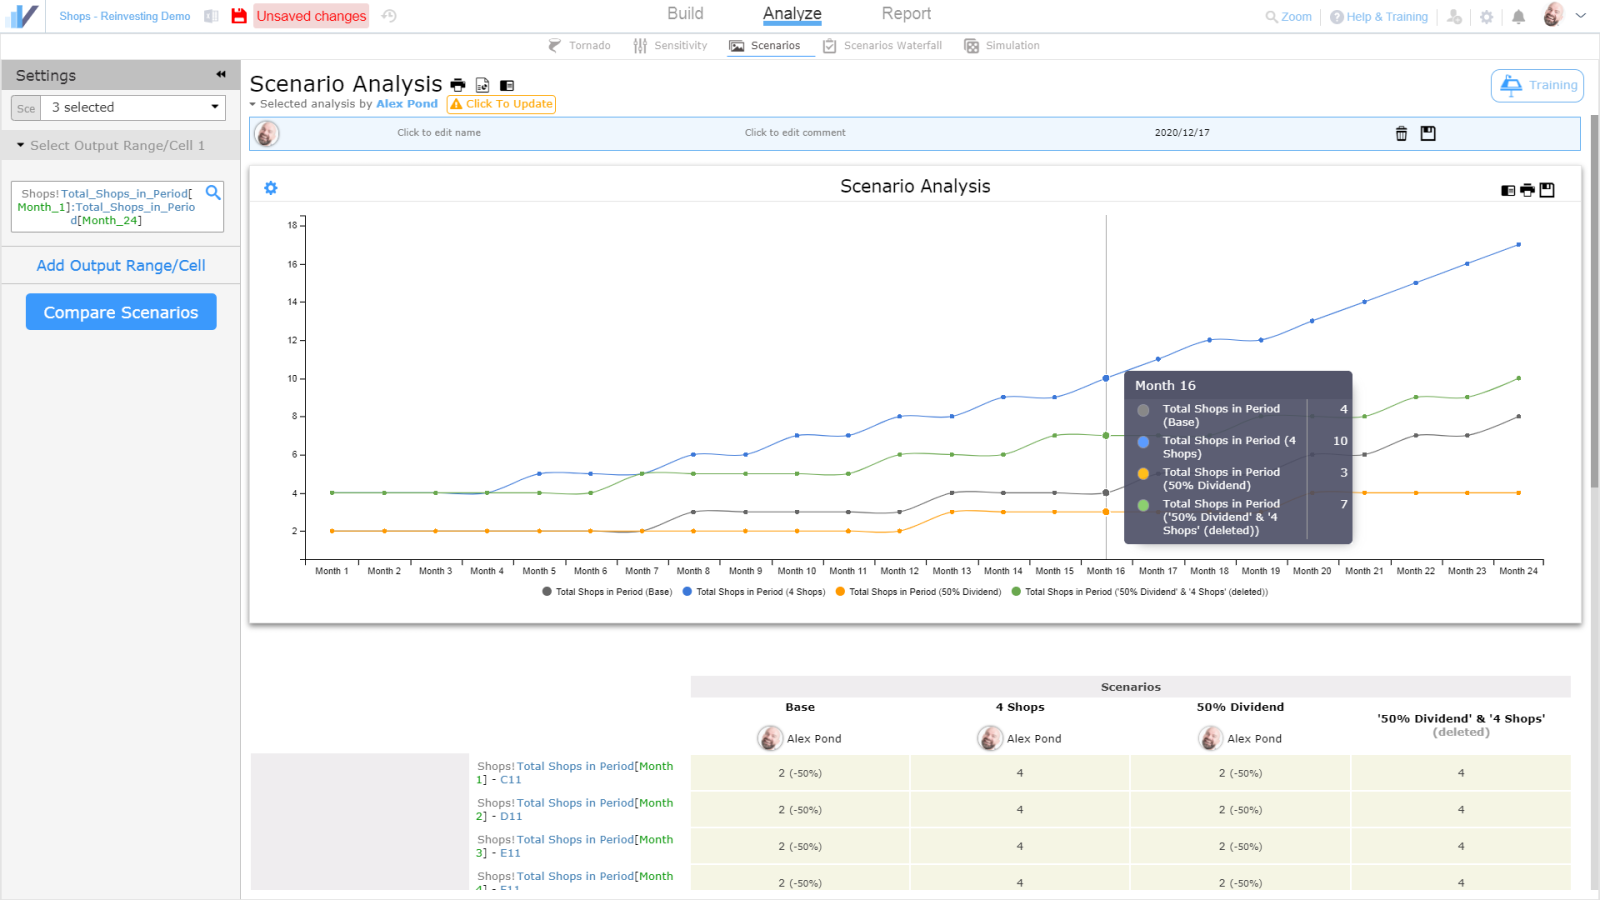 Shops - Reinvesting Demo
Unsaved changes
Build
Analyze
Report
Zoom
Help & Training
Tornado
Sensitivity
Scenarios
Scenarios Waterfall
Simulation
Settings
Sce
3 selected
Select Output Range/Cell 1
Shops!Total_Shops_in_Period[
Month_1]:Total_Shops_in_Perio
d[Month_24]
Add Output Range/Cell
Compare Scenarios
Scenario Analysis
Selected analysis by Alex Pond
Click To Update
Training
Click to edit name
Click to edit comment
2020/12/17
Scenario Analysis
18
16
14
12
10
8
6
4
2
Month 16
Total Shops in Period
(Base)
4
Total Shops in Period (4
Shops)
10
Total Shops in Period
(50% Dividend)
3
Total Shops in Period
('50% Dividend' & '4
Shops' (deleted))
7
Month 1 Month 2 Month 3 Month 4 Month 5 Month 6 Month 7 Month 8 Month 9 Month 10 Month 11 Month 12 Month 13 Month 14 Month 15 Month 16 Month 17 Month 18 Month 19 Month 20 Month 21 Month 22 Month 23 Month 24
Total Shops in Period (Base) Total Shops in Period (4 Shops) Total Shops in Period (50% Dividend) Total Shops in Period ('50% Dividend' & '4 Shops' (deleted))
Scenarios
Base
Alex Pond
4 Shops
Alex Pond
50% Dividend
Alex Pond
'50% Dividend' & '4 Shops'
(deleted)
Shops!Total Shops in Period[Month
1] - C11
2 (-50%) 4 2 (-50%) 4
Shops!Total Shops in Period[Month
2] - D11
2 (-50%) 4 2 (-50%) 4
Shops!Total Shops in Period[Month
3] - E11
2 (-50%) 4 2 (-50%) 4
Shops!Total Shops in Period[Month
4] - F11
2 (-50%) 4 2 (-50%) 4